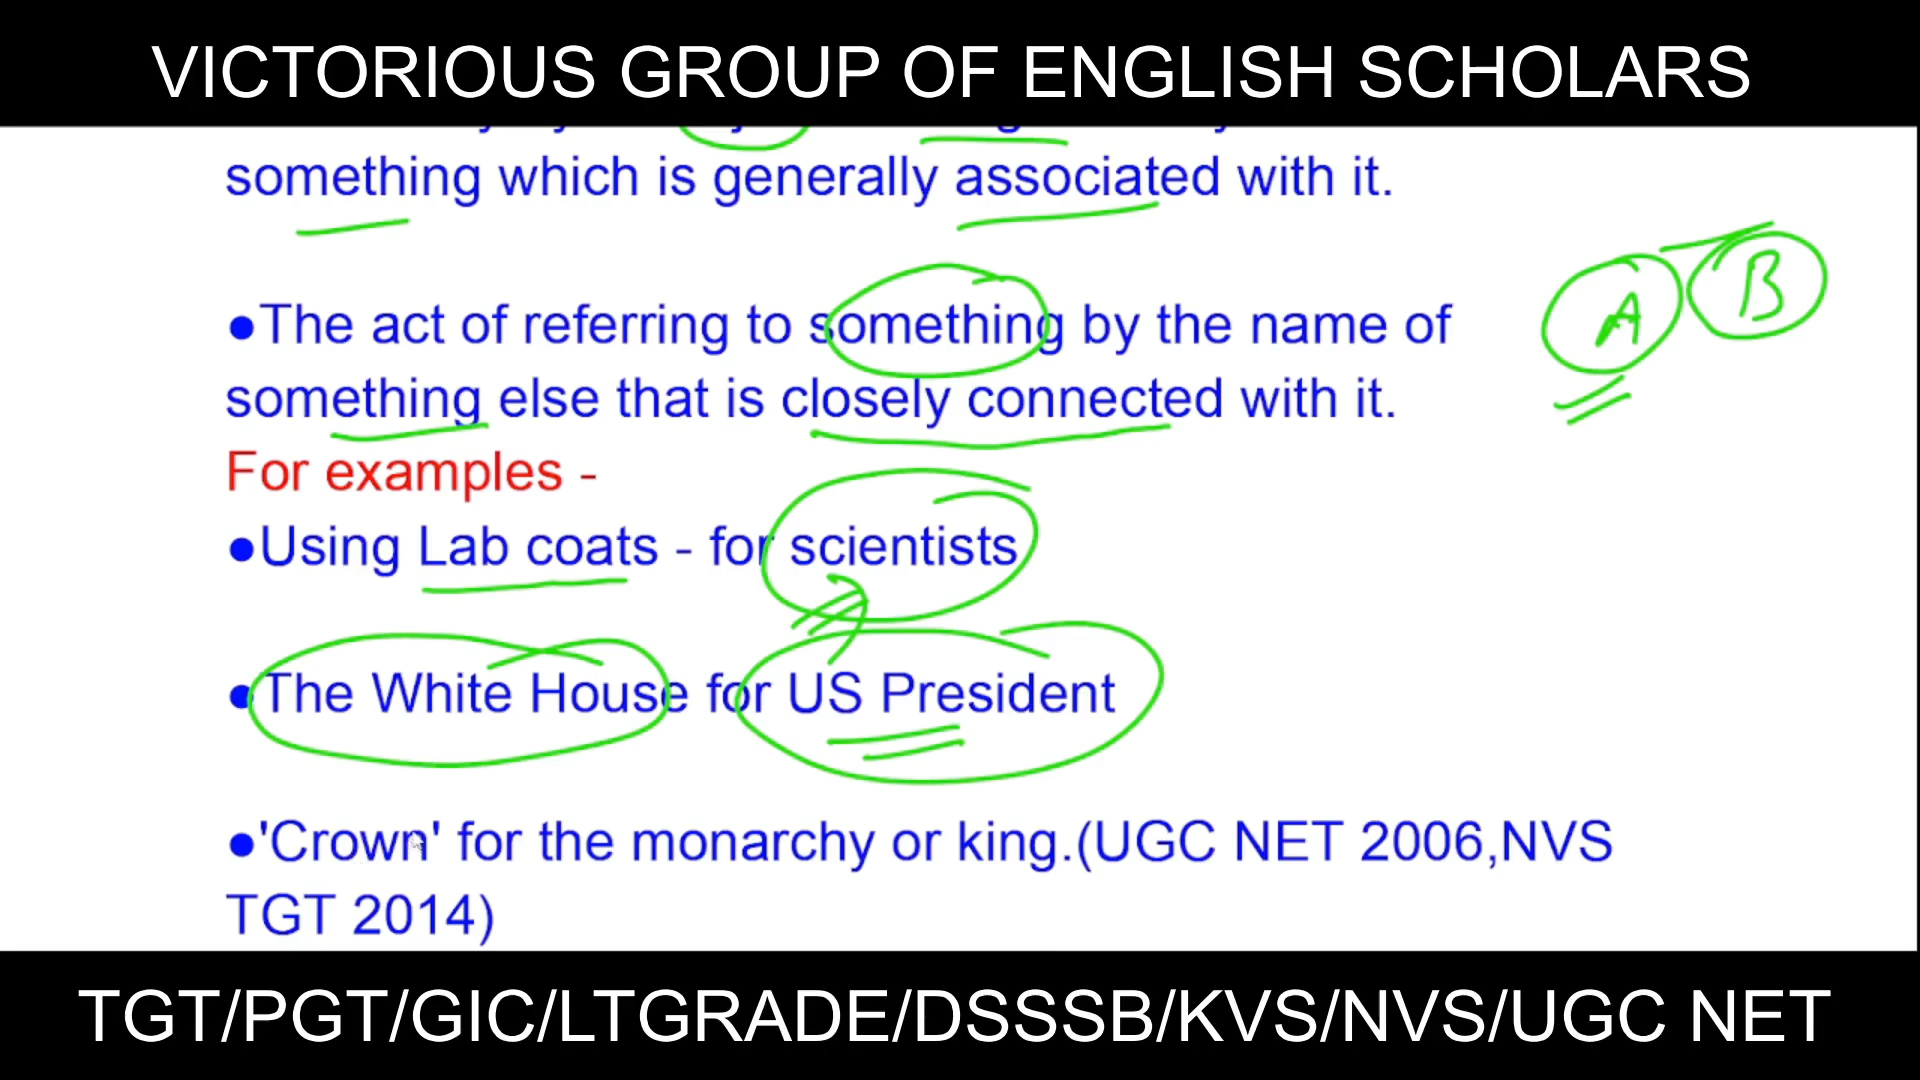 VICTORIOUS GROUP OF ENGLISH SCHOLARS
something which is generally associated with it.
●The act of referring to something by the name of
something else that is closely connected with it.
A B
For examples -
●Using Lab coats - for scientists
●The White House for US President
●'Crown' for the monarchy or king.(UGC NET 2006,NVS
TGT 2014)
TGT/PGT/GIC/LTGRADE/DSSSB/KVS/NVS/UGC NET